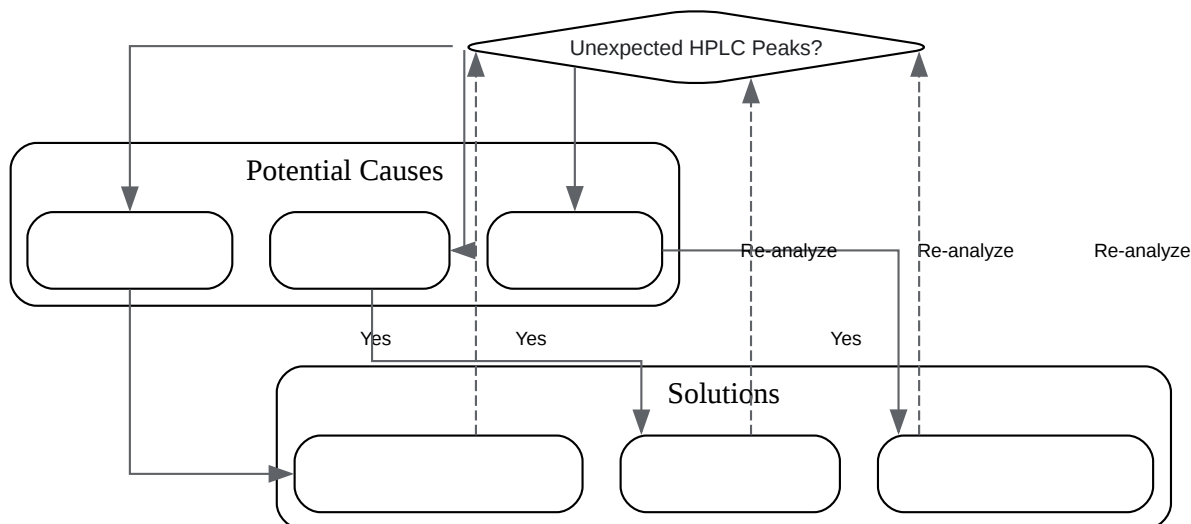 Unexpected HPLC Peaks?
Potential Causes
Re-analyze
Re-analyze
Re-analyze
Yes
Yes
Yes
Solutions